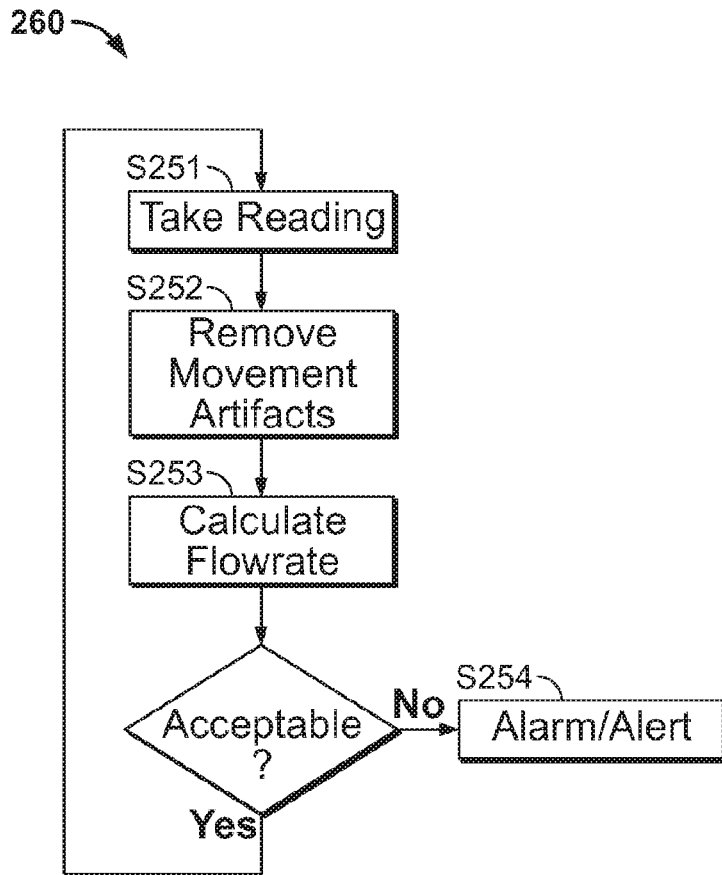 260
S251
Take Reading
S252
Remove
Movement
Artifacts
S253
Calculate
Flowrate
Acceptable
?
No
S254
Alarm/Alert
Yes